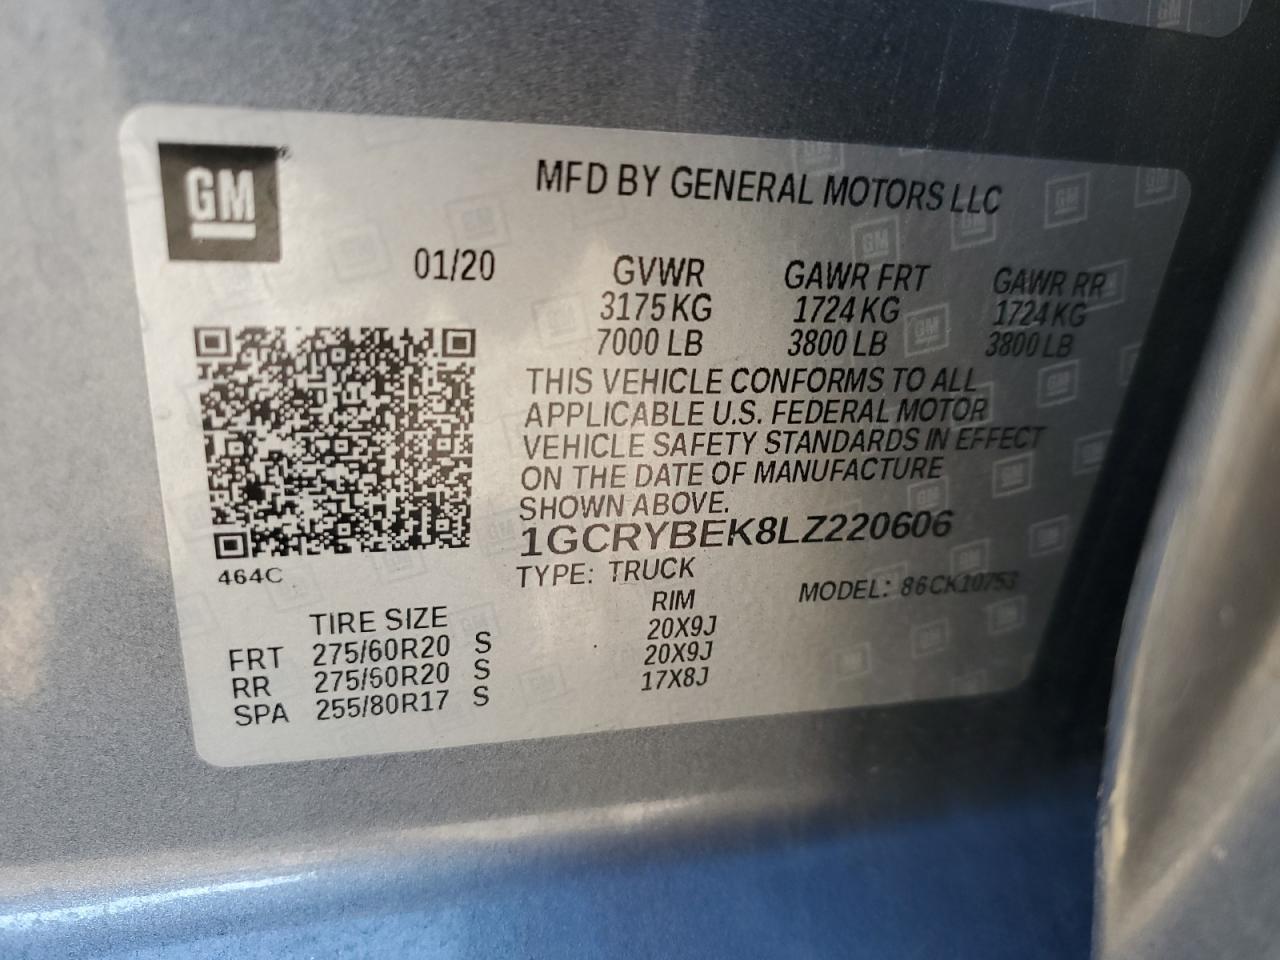 GM
MFD BY GENERAL MOTORS LLC
01/20 GVWR GAWR FRT GAWR RR
3175 KG 1724 KG 1724 KG
7000 LB 3800 LB 3800 LB
THIS VEHICLE CONFORMS TO ALL
APPLICABLE U.S. FEDERAL MOTOR
VEHICLE SAFETY STANDARDS IN EFFECT
ON THE DATE OF MANUFACTURE
SHOWN ABOVE.
1GCRYBEK8LZ220606
464C
TYPE: TRUCK MODEL: 86CK10753
TIRE SIZE RIM
FRT 275/60R20 S 20X9J
RR 275/60R20 S 20X9J
SPA 255/80R17 S 17X8J